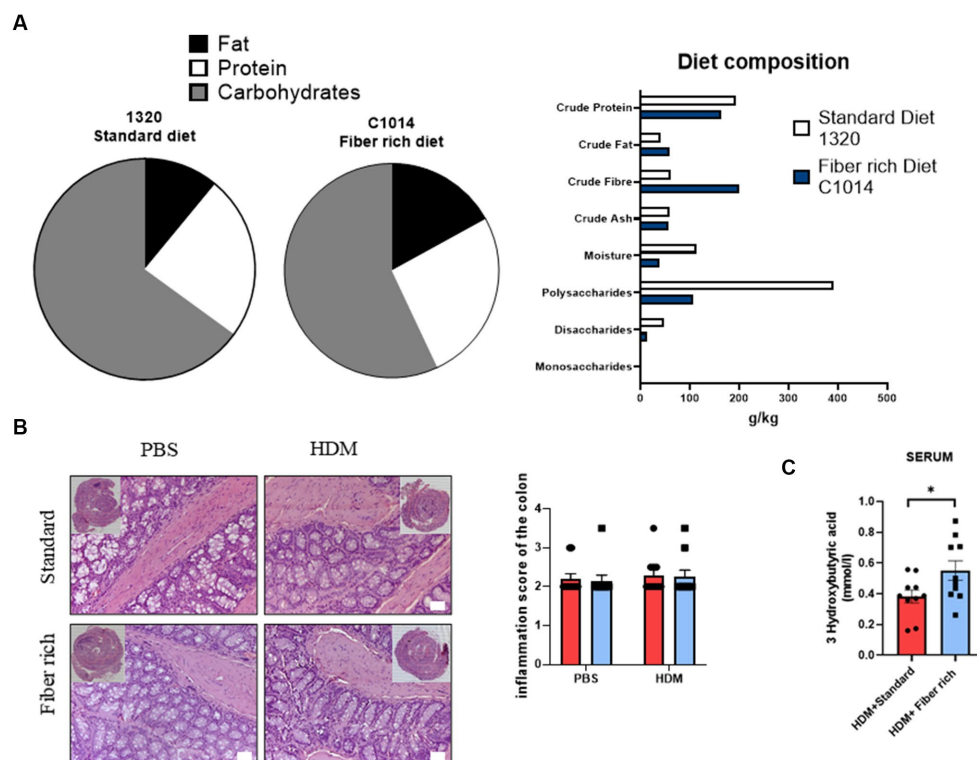 A
Fat
Protein
Carbohydrates
1320
Standard diet
C1014
Fiber rich diet
Diet composition
Crude Protein
Crude Fat
Crude Fibre
Crude Ash
Moisture
Polysaccharides
Disaccharides
Monosaccharides
0 100 200 300 400 500
g/kg
Standard Diet
1320
Fiber rich Diet
C1014
B
PBS HDM
Standard
Fiber rich
inflammation score of the colon
4
3
2
1
0
PBS HDM
C
SERUM
*
3 Hydroxybutyric acid
(mmol/l)
1.0
0.8
0.6
0.4
0.2
0.0
HDM+Standard
HDM+ Fiber rich